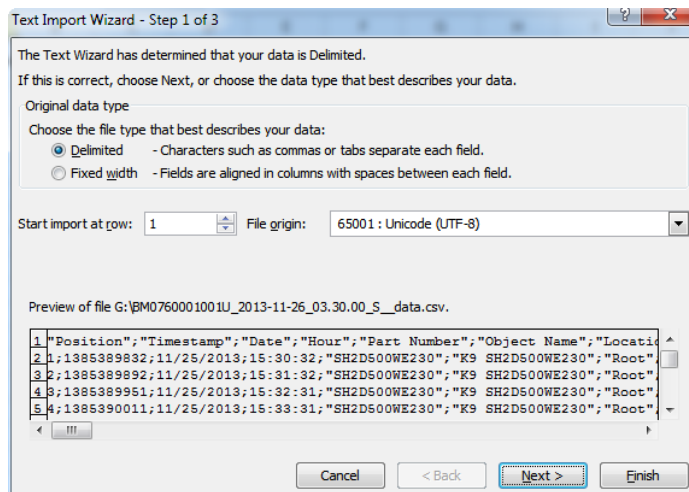 Text Import Wizard - Step 1 of 3
The Text Wizard has determined that your data is Delimited.
If this is correct, choose Next, or choose the data type that best describes your data.
Original data type
Choose the file type that best describes your data:
Delimited - Characters such as commas or tabs separate each field.
Fixed width - Fields are aligned in columns with spaces between each field.
Start import at row: 1 File origin: 65001 : Unicode (UTF-8)
Preview of file G:\BM0760001001U_2013-11-26_03.30.00_S__data.csv.
1 "Position";"Timestamp";"Date";"Hour";"Part Number";"Object Name";"Locatio
2 1;1385389832;11/25/2013;15:30:32;"SH2D500WE230";"K9 SH2D500WE230";"Root",
3 2;1385389892;11/25/2013;15:31:32;"SH2D500WE230";"K9 SH2D500WE230";"Root",
4 3;1385389951;11/25/2013;15:32:31;"SH2D500WE230";"K9 SH2D500WE230";"Root",
5 4;1385390011;11/25/2013;15:33:31;"SH2D500WE230";"K9 SH2D500WE230";"Root",
Cancel < Back Next > Finish